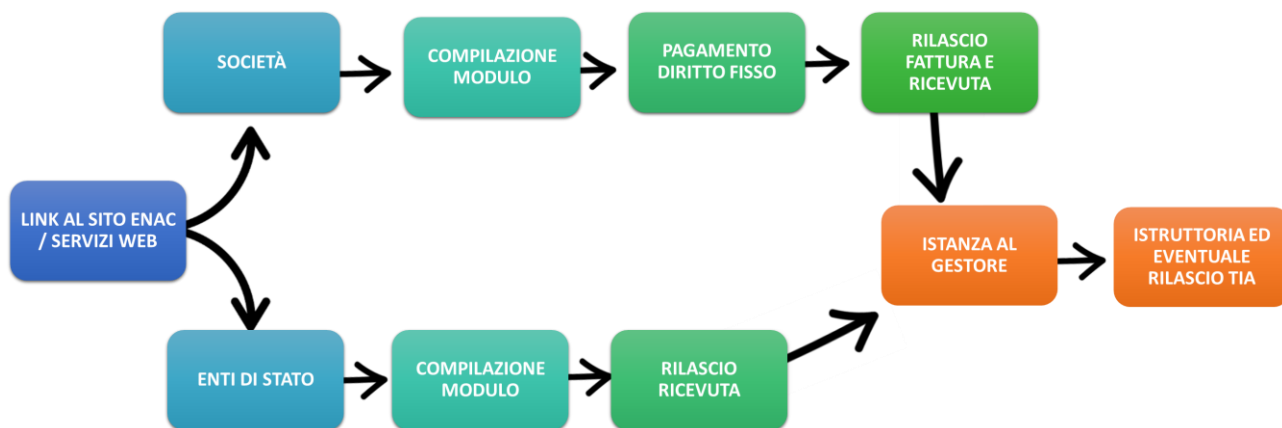 SOCIETÀ
COMPILAZIONE
MODULO
PAGAMENTO
DIRITTO FISSO
RILASCIO
FATTURA E
RICEVUTA
LINK AL SITO ENAC
/ SERVIZI WEB
ISTANZA AL
GESTORE
ISTRUTTORIA ED
EVENTUALE
RILASCIO TIA
ENTI DI STATO
COMPILAZIONE
MODULO
RILASCIO
RICEVUTA